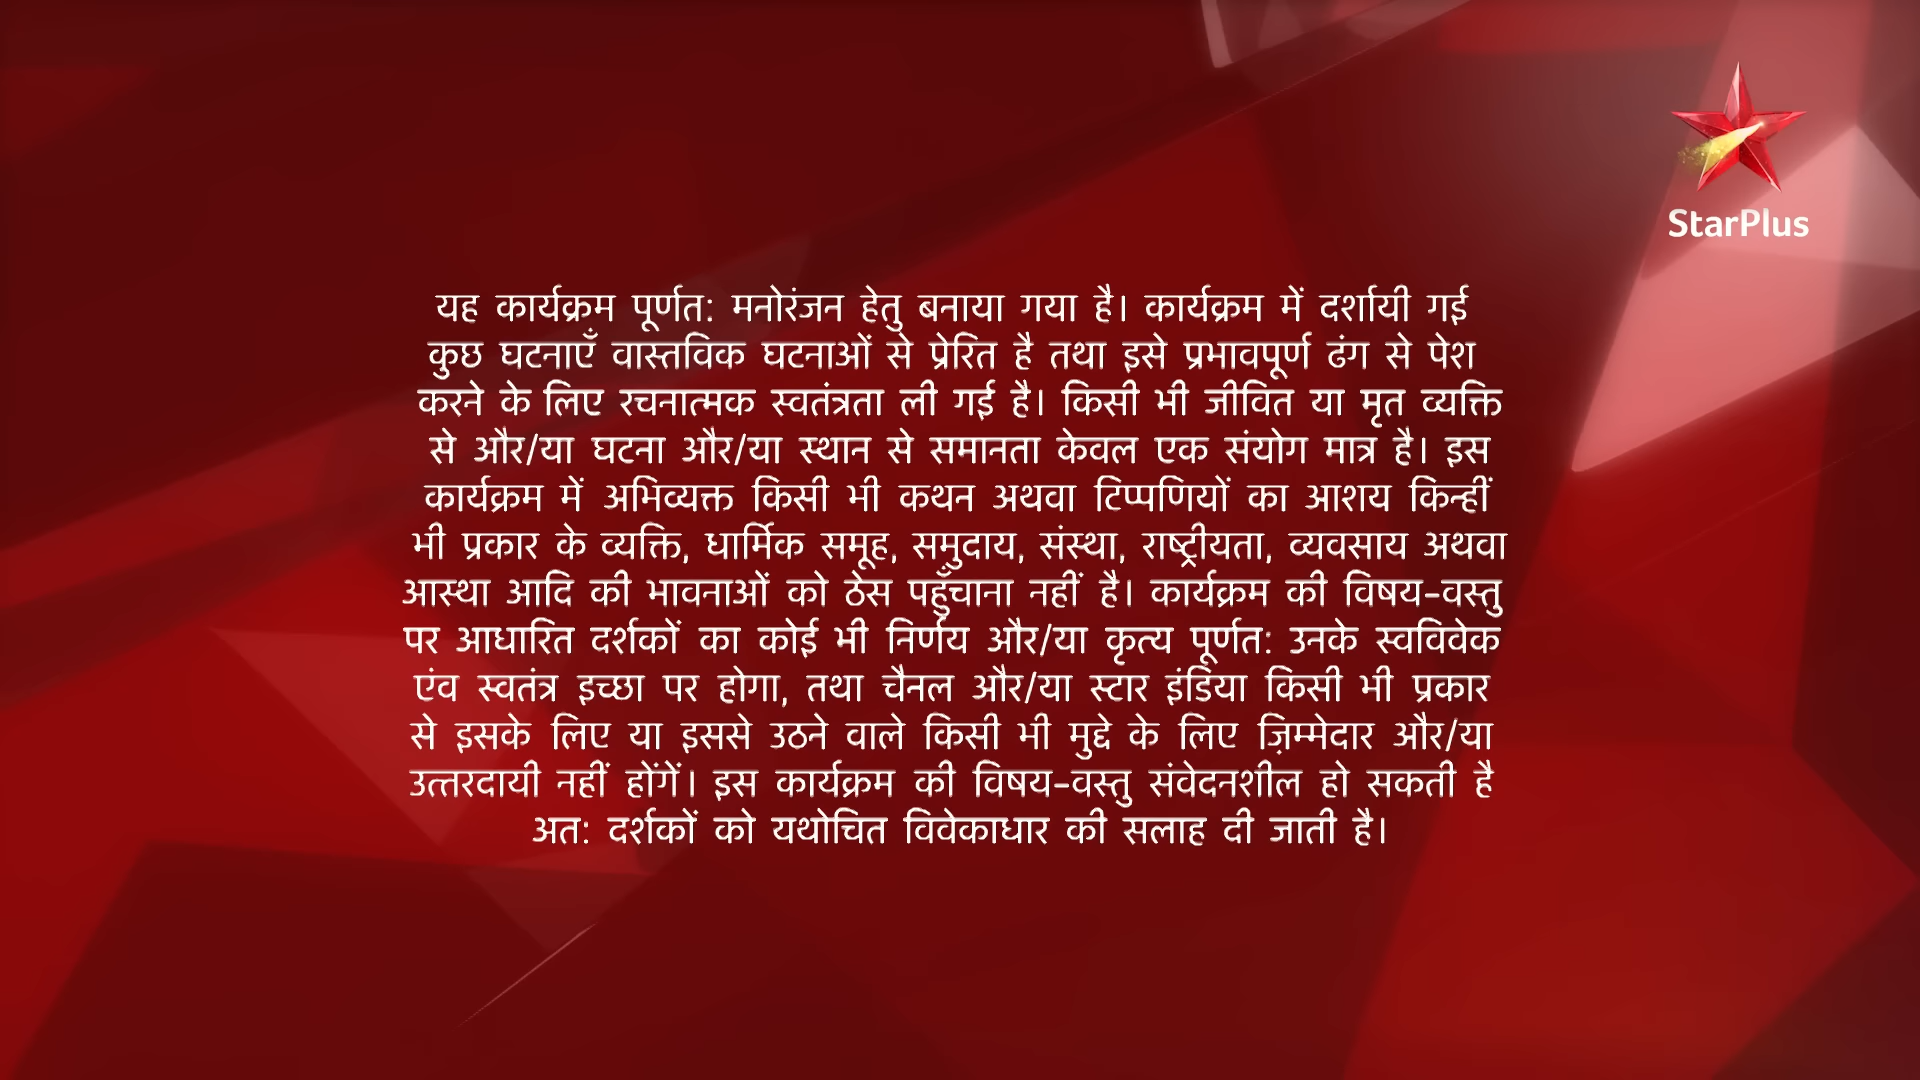 StarPlus
यह कार्यक्रम पूर्णत: मनोरंजन हेतु बनाया गया है। कार्यक्रम में दर्शायी गई
कुछ घटनाएँ वास्तविक घटनाओं से प्रेरित है तथा इसे प्रभावपूर्ण ढंग से पेश
करने के लिए रचनात्मक स्वतंत्रता ली गई है। किसी भी जीवित या मृत व्यक्ति
से और/या घटना और/या स्थान से समानता केवल एक संयोग मात्र है। इस
कार्यक्रम में अभिव्यक्त किसी भी कथन अथवा टिप्पणियों का आशय किन्हीं
भी प्रकार के व्यक्ति, धार्मिक समूह, समुदाय, संस्था, राष्ट्रीयता, व्यवसाय अथवा
आस्था आदि की भावनाओं को ठेस पहुँचाना नहीं है। कार्यक्रम की विषय-वस्तु
पर आधारित दर्शकों का कोई भी निर्णय और/या कृत्य पूर्णत: उनके स्वविवेक
एंव स्वतंत्र इच्छा पर होगा, तथा चैनल और/या स्टार इंडिया किसी भी प्रकार
से इसके लिए या इससे उठने वाले किसी भी मुद्दे के लिए ज़िम्मेदार और/या
उत्तरदायी नहीं होंगें। इस कार्यक्रम की विषय-वस्तु संवेदनशील हो सकती है
अत: दर्शकों को यथोचित विवेकाधार की सलाह दी जाती है।